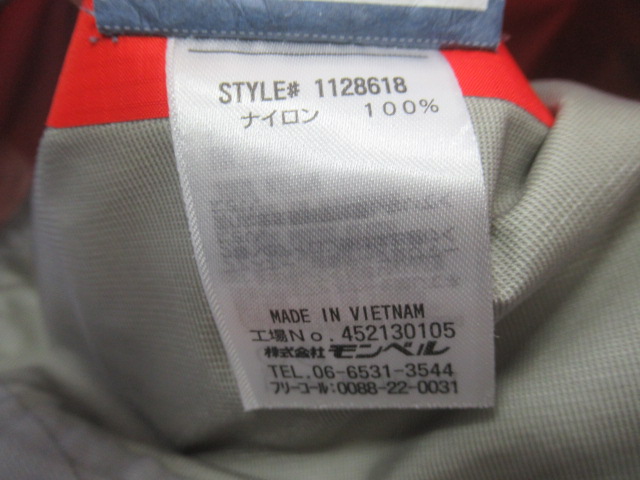 STYLE# 1128618
ナイロン 100%
MADE IN VIETNAM
工場No. 452130105
株式会社 モンベル
TEL.06-6531-3544
フリーコール:0088-22-0031